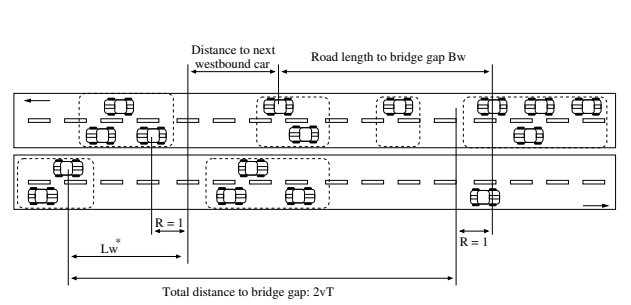 Distance to next
westbound car
Road length to bridge gap Bw
R = 1
R = 1
Lw*
Total distance to bridge gap: 2vT